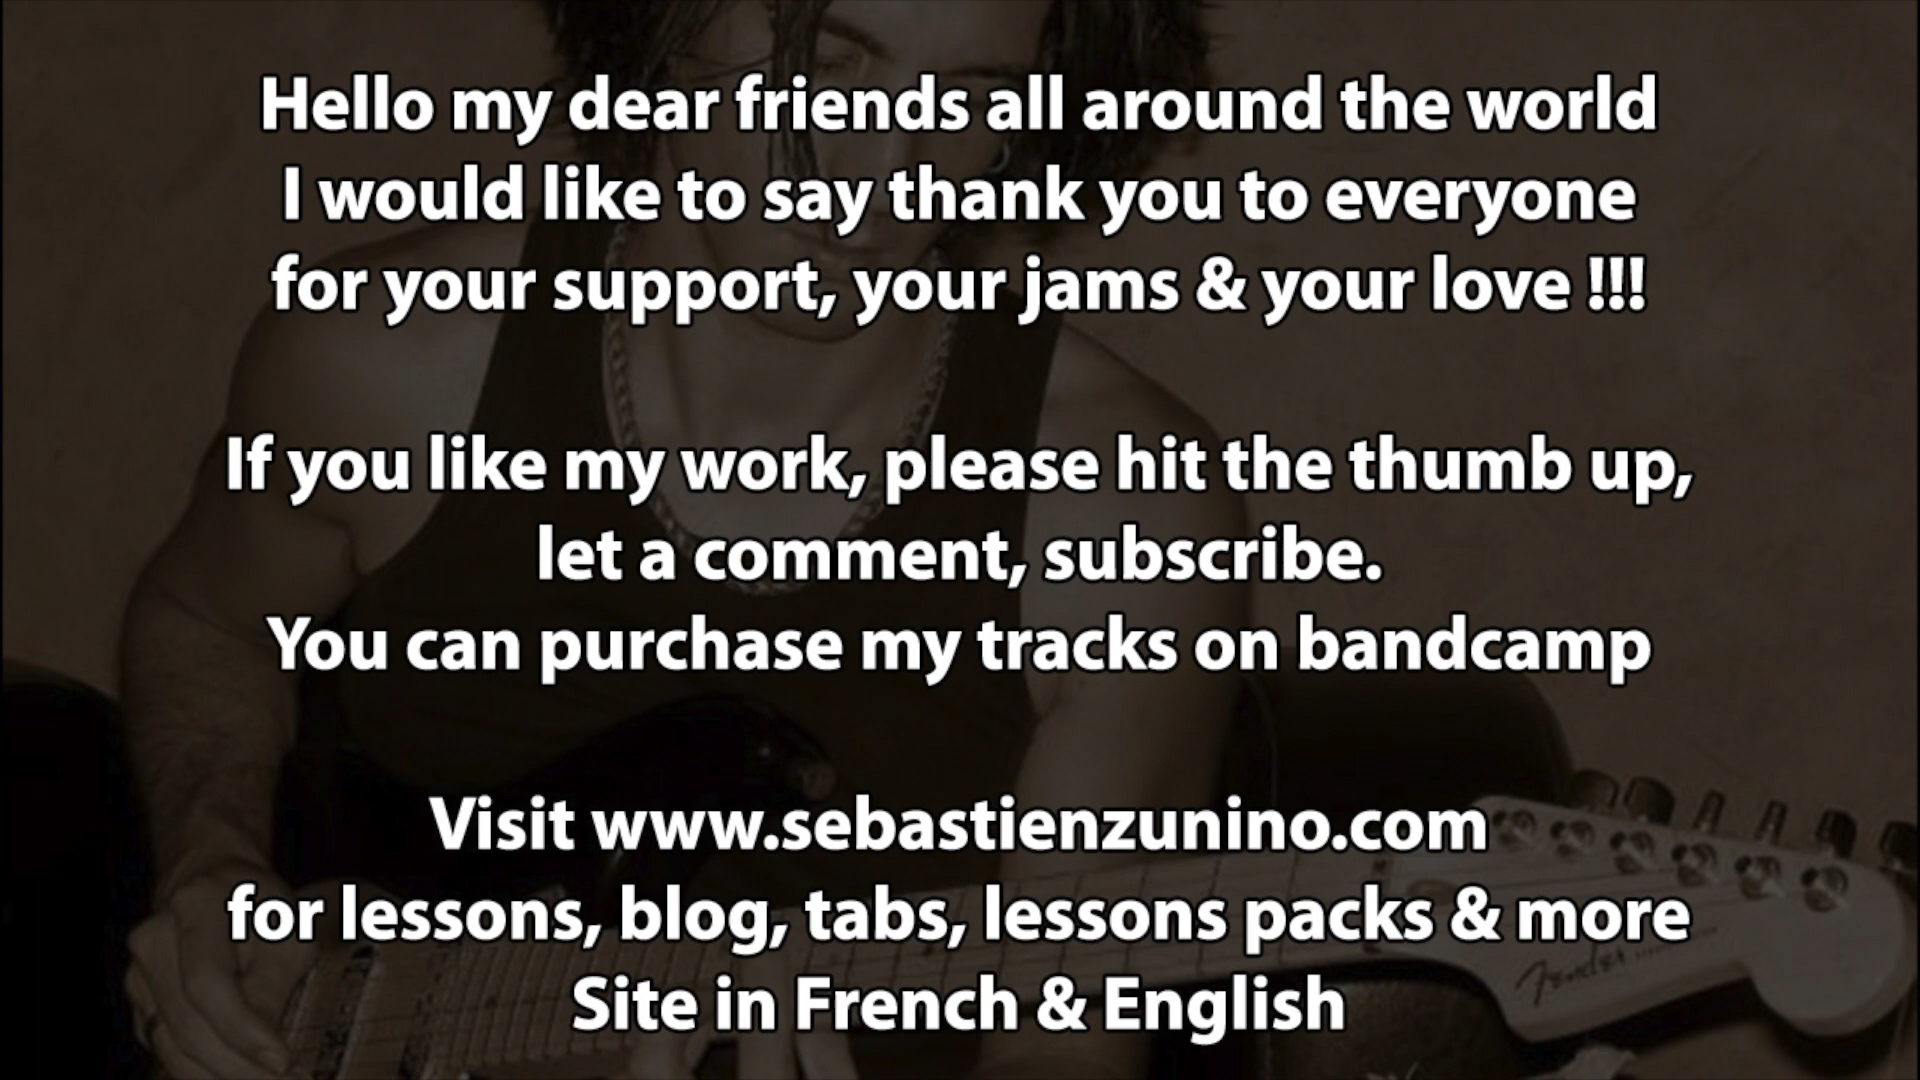 Hello my dear friends all around the world
I would like to say thank you to everyone
for your support, your jams & your love !!!
If you like my work, please hit the thumb up,
let a comment, subscribe.
You can purchase my tracks on bandcamp
Visit www.sebastienzunino.com
for lessons, blog, tabs, lessons packs & more
Site in French & English
Fender